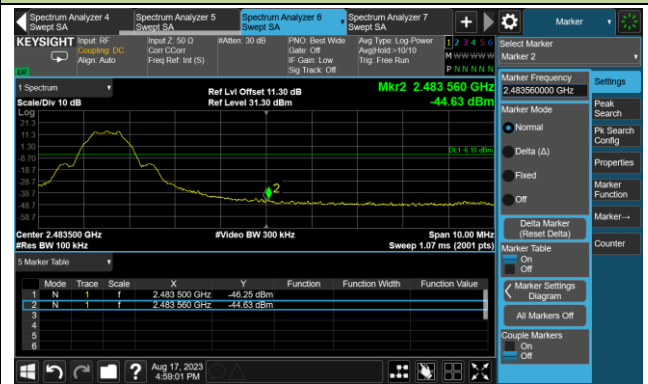 Spectrum Analyzer 4
Swept SA
Spectrum Analyzer 5
Swept SA
Spectrum Analyzer 6
Swept SA
Spectrum Analyzer 7
Swept SA
+
Marker
KEYSIGHT
Input: RF
Coupling: DC
Align: Auto
Input Z: 50 Ω
Corr CCorr
Freq Ref: Int (S)
#Atten: 30 dB
PNO: Best Wide
Gate: Off
IF Gain: Low
Sig Track: Off
Avg Type: Log-Power
Avg|Hold:>10/10
Trig: Free Run
1 2 3 4 5 6
M W W W W W
P N N N N N
Select Marker
Marker 2
Marker Frequency
2.483560000 GHz
Marker Mode
Normal
Delta (Δ)
Fixed
Off
Delta Marker
(Reset Delta)
Marker Table
On
Off
Marker Settings
Diagram
All Markers Off
Couple Markers
On
Off
Settings
Peak
Search
Pk Search
Config
Properties
Marker
Function
Marker→
Counter
1 Spectrum
Scale/Div 10 dB
Log
Ref Lvl Offset 11.30 dB
Ref Level 31.30 dBm
Mkr2 2.483 560 GHz
-44.63 dBm
21.3
11.3
1.30
-8.70
-18.7
-28.7
-38.7
-48.7
-58.7
DL1 -6.10 dBm
2
Center 2.483500 GHz
#Res BW 100 kHz
#Video BW 300 kHz
Span 10.00 MHz
Sweep 1.07 ms (2001 pts)
5 Marker Table
Mode Trace Scale X Y Function Function Width Function Value
1 N 1 f 2.483 500 GHz -46.25 dBm
2 N 1 f 2.483 560 GHz -44.63 dBm
3
4
5
6
?
Aug 17, 2023
4:59:01 PM